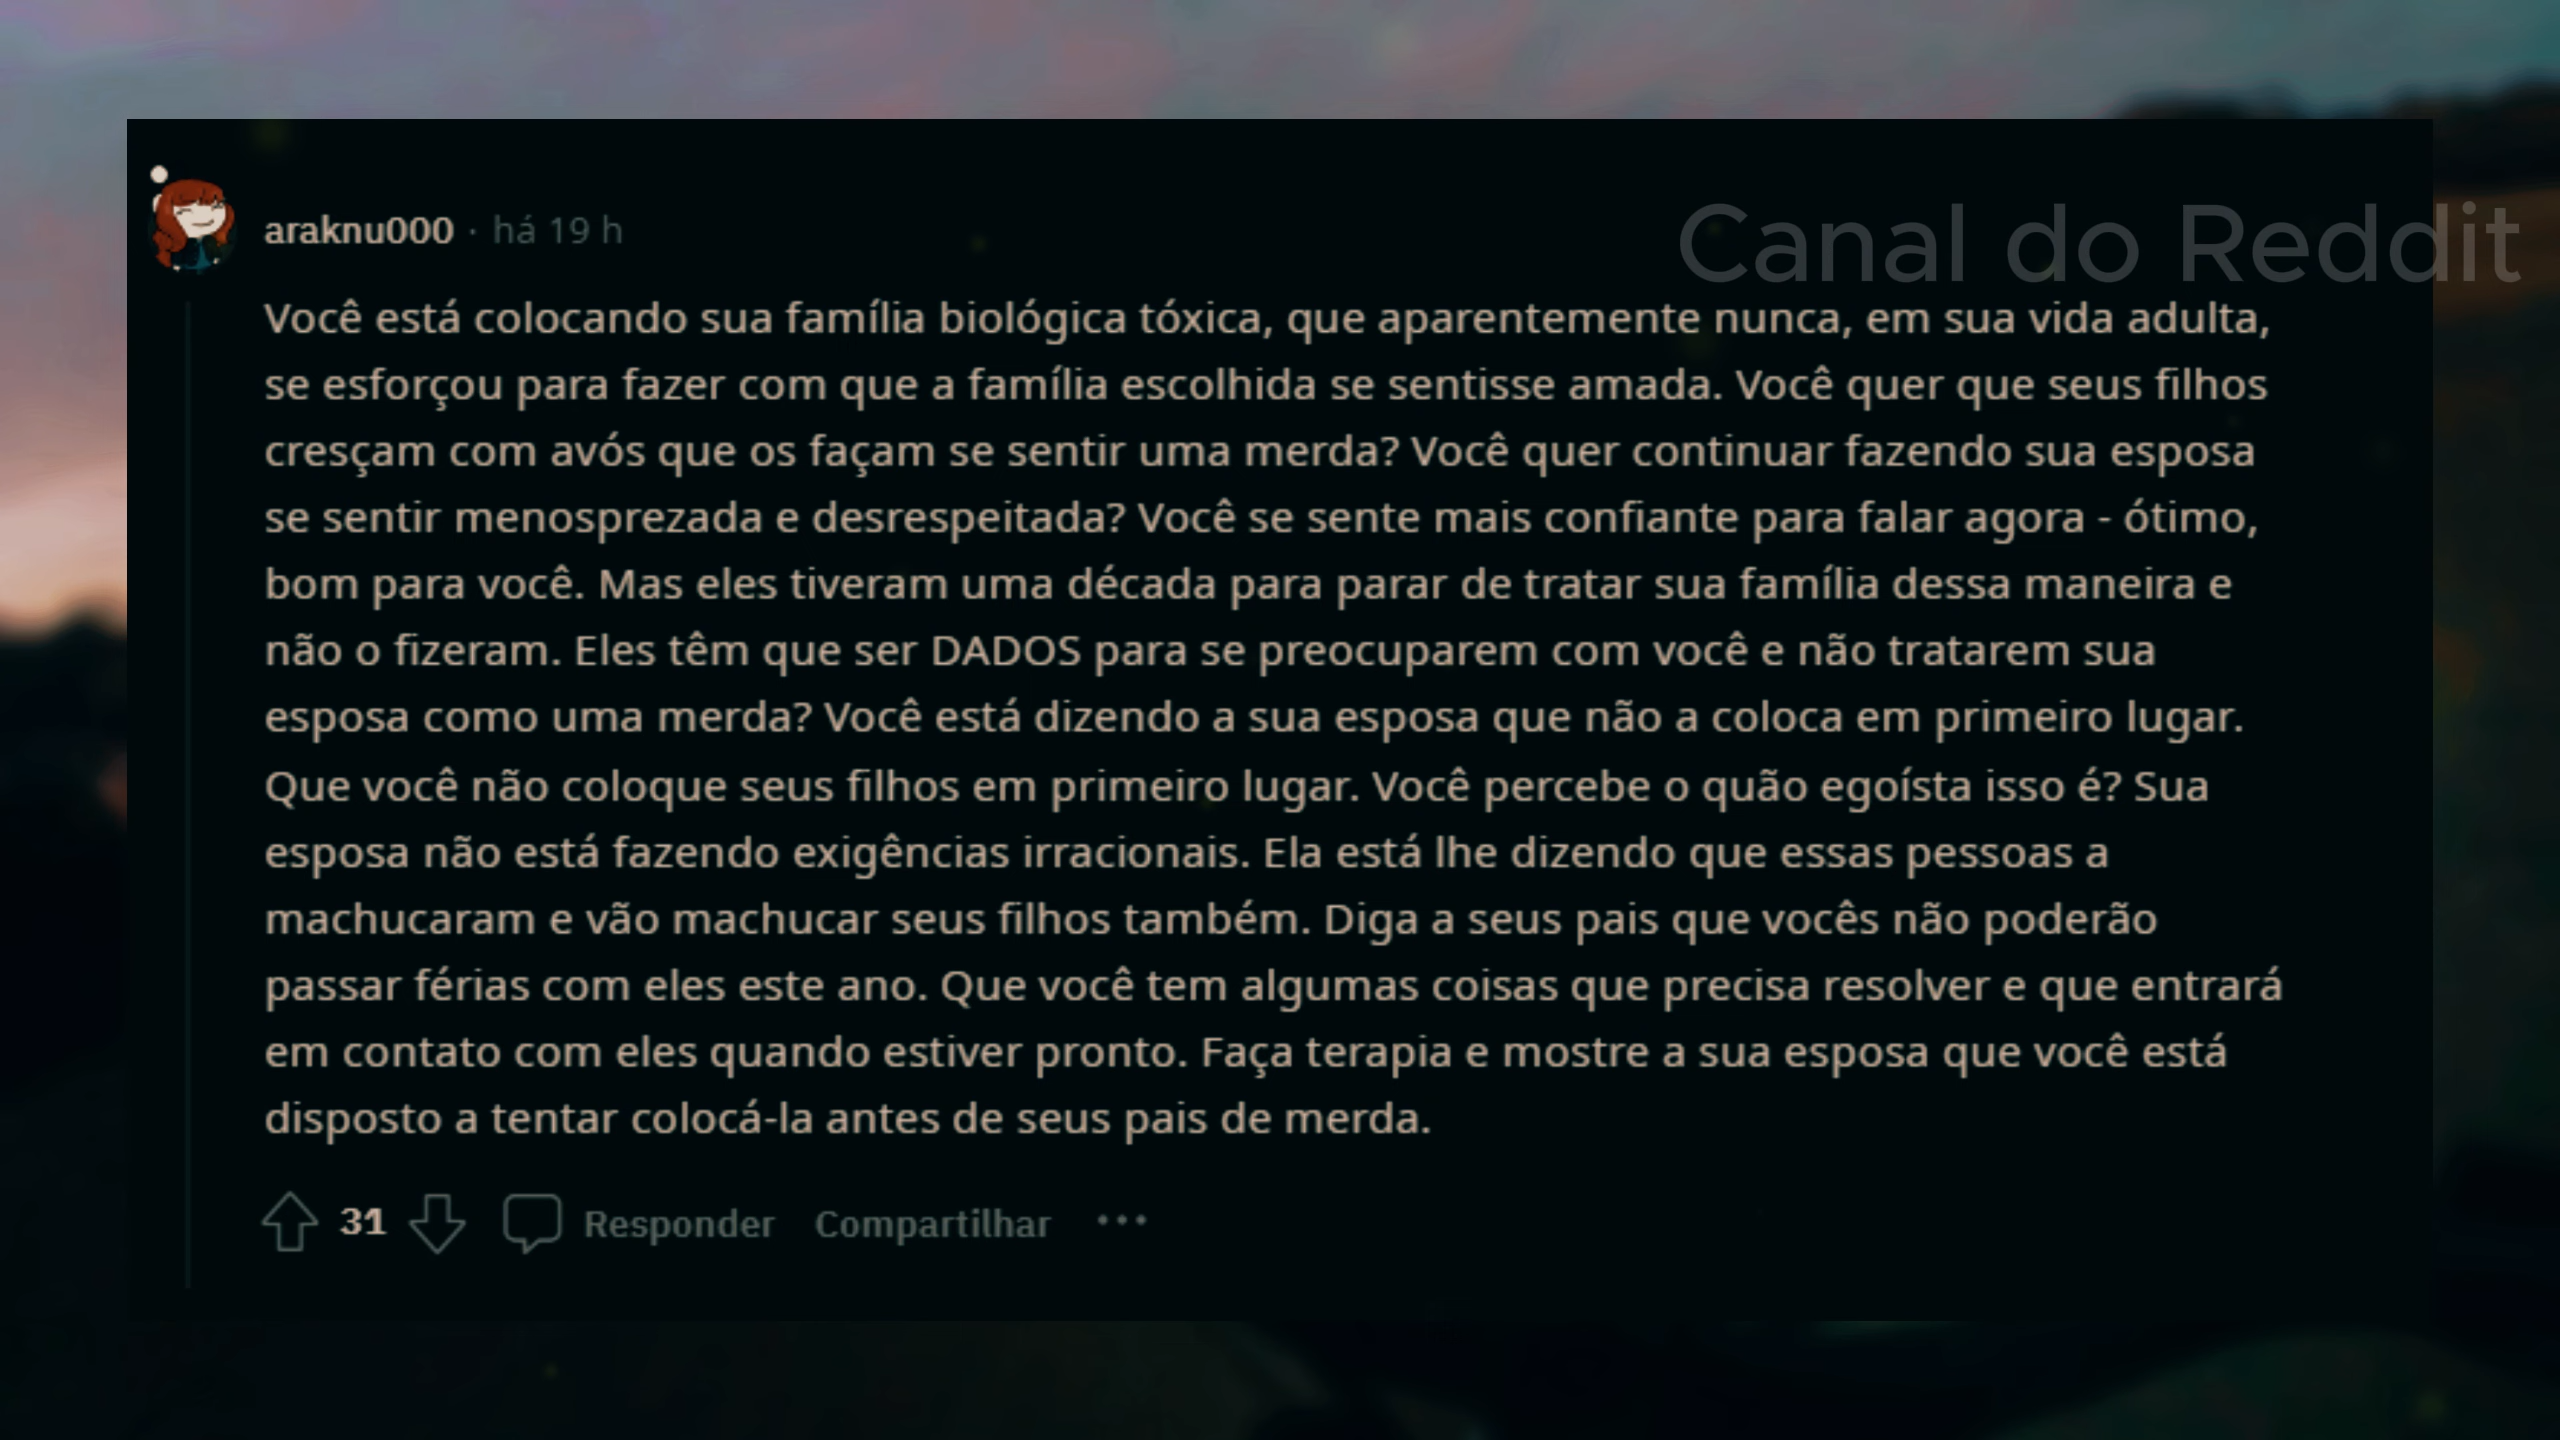 Canal do Reddit
araknu000 · há 19 h
Você está colocando sua família biológica tóxica, que aparentemente nunca, em sua vida adulta,
se esforçou para fazer com que a família escolhida se sentisse amada. Você quer que seus filhos
cresçam com avós que os façam se sentir uma merda? Você quer continuar fazendo sua esposa
se sentir menosprezada e desrespeitada? Você se sente mais confiante para falar agora - ótimo,
bom para você. Mas eles tiveram uma década para parar de tratar sua família dessa maneira e
não o fizeram. Eles têm que ser DADOS para se preocuparem com você e não tratarem sua
esposa como uma merda? Você está dizendo a sua esposa que não a coloca em primeiro lugar.
Que você não coloque seus filhos em primeiro lugar. Você percebe o quão egoísta isso é? Sua
esposa não está fazendo exigências irracionais. Ela está lhe dizendo que essas pessoas a
machucaram e vão machucar seus filhos também. Diga a seus pais que vocês não poderão
passar férias com eles este ano. Que você tem algumas coisas que precisa resolver e que entrará
em contato com eles quando estiver pronto. Faça terapia e mostre a sua esposa que você está
disposto a tentar colocá-la antes de seus pais de merda.
31 Responder Compartilhar ...